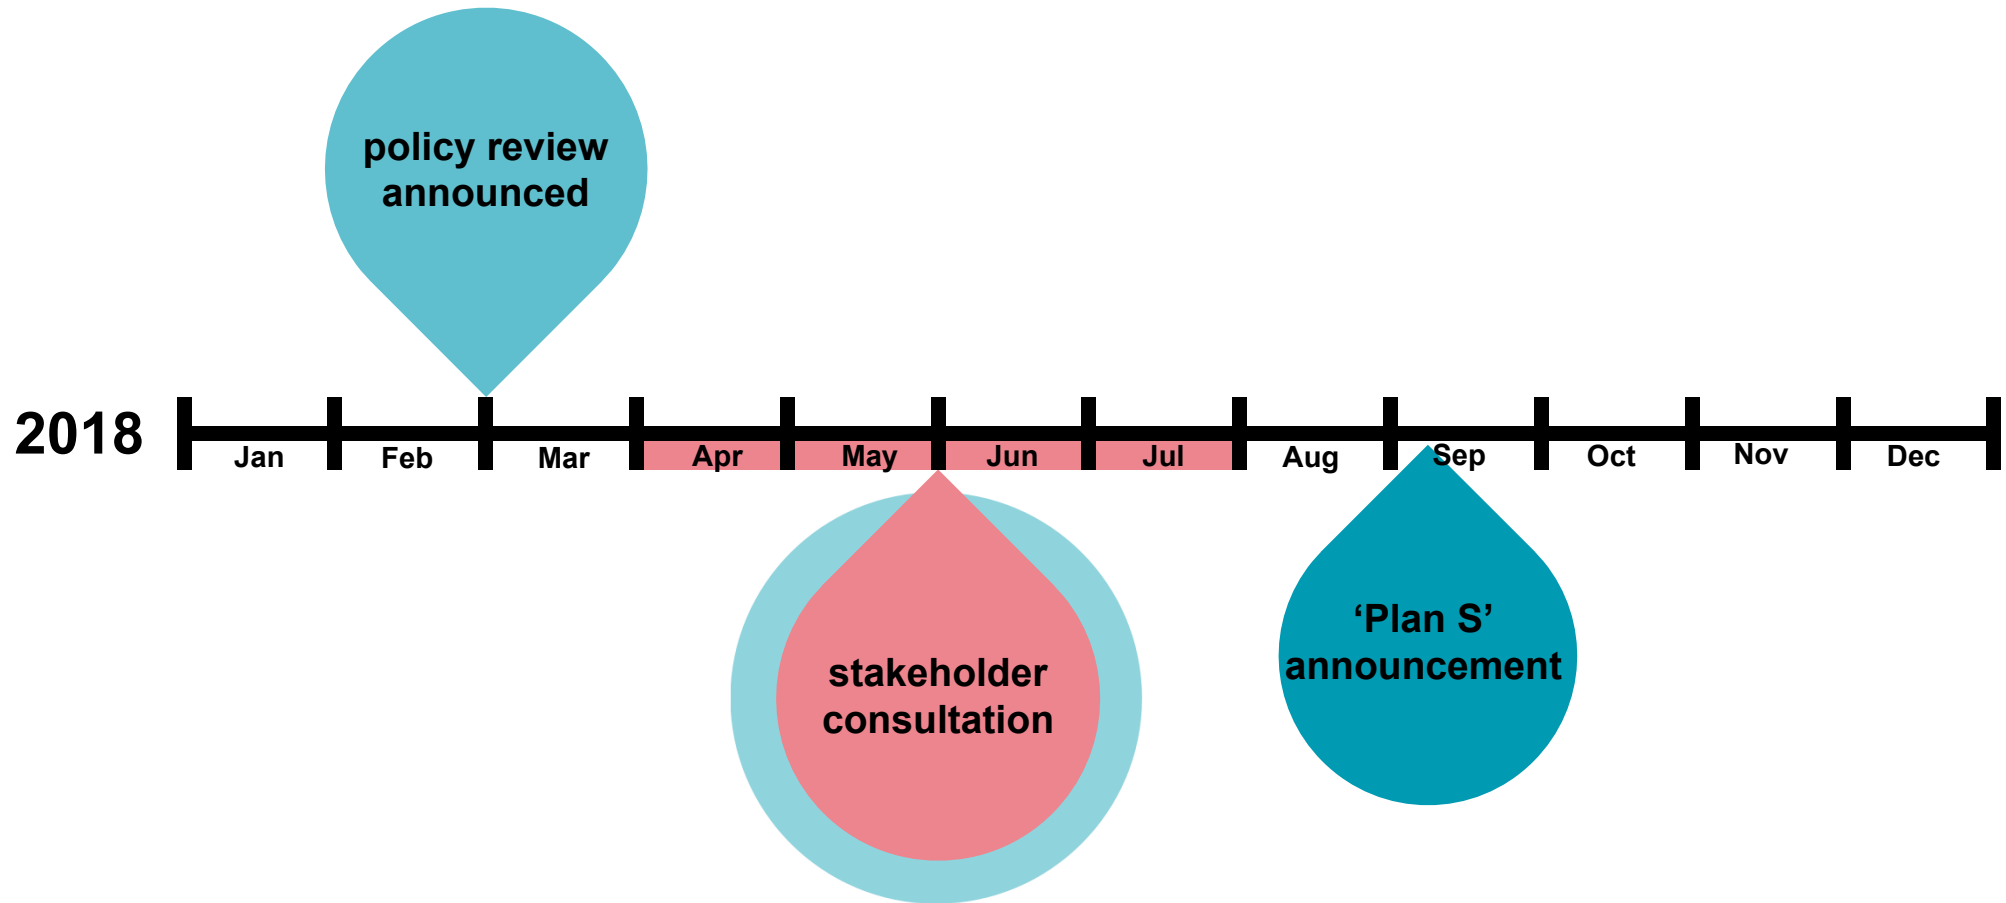 policy review
announced
2018
Jan Feb Mar Apr May Jun Jul Aug Sep Oct Nov Dec
stakeholder
consultation
‘Plan S’
announcement